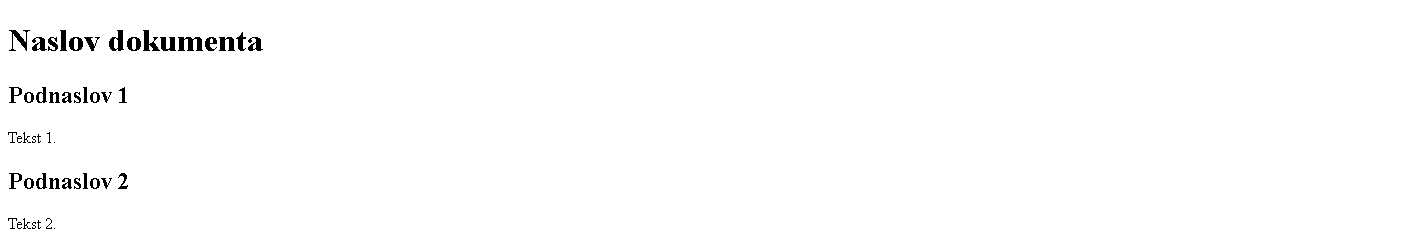 Naslov dokumenta
Podnaslov 1
Tekst 1.
Podnaslov 2
Tekst 2.